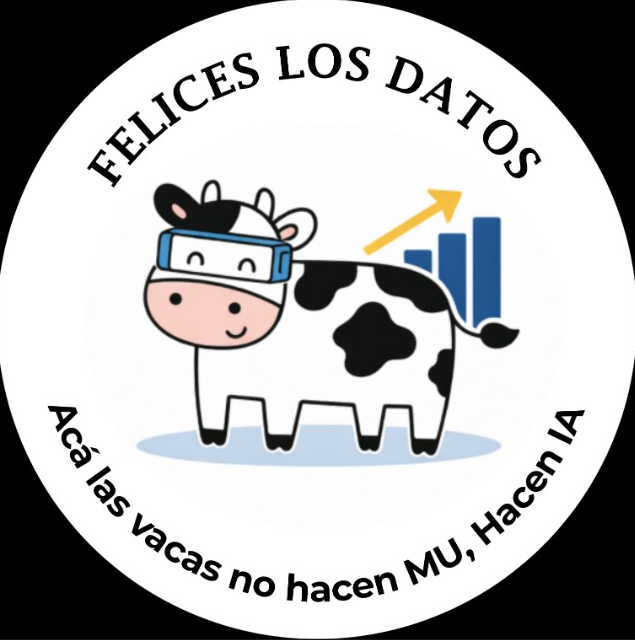 FELICES LOS DATOS
Acá las vacas no hacen MU, Hacen IA